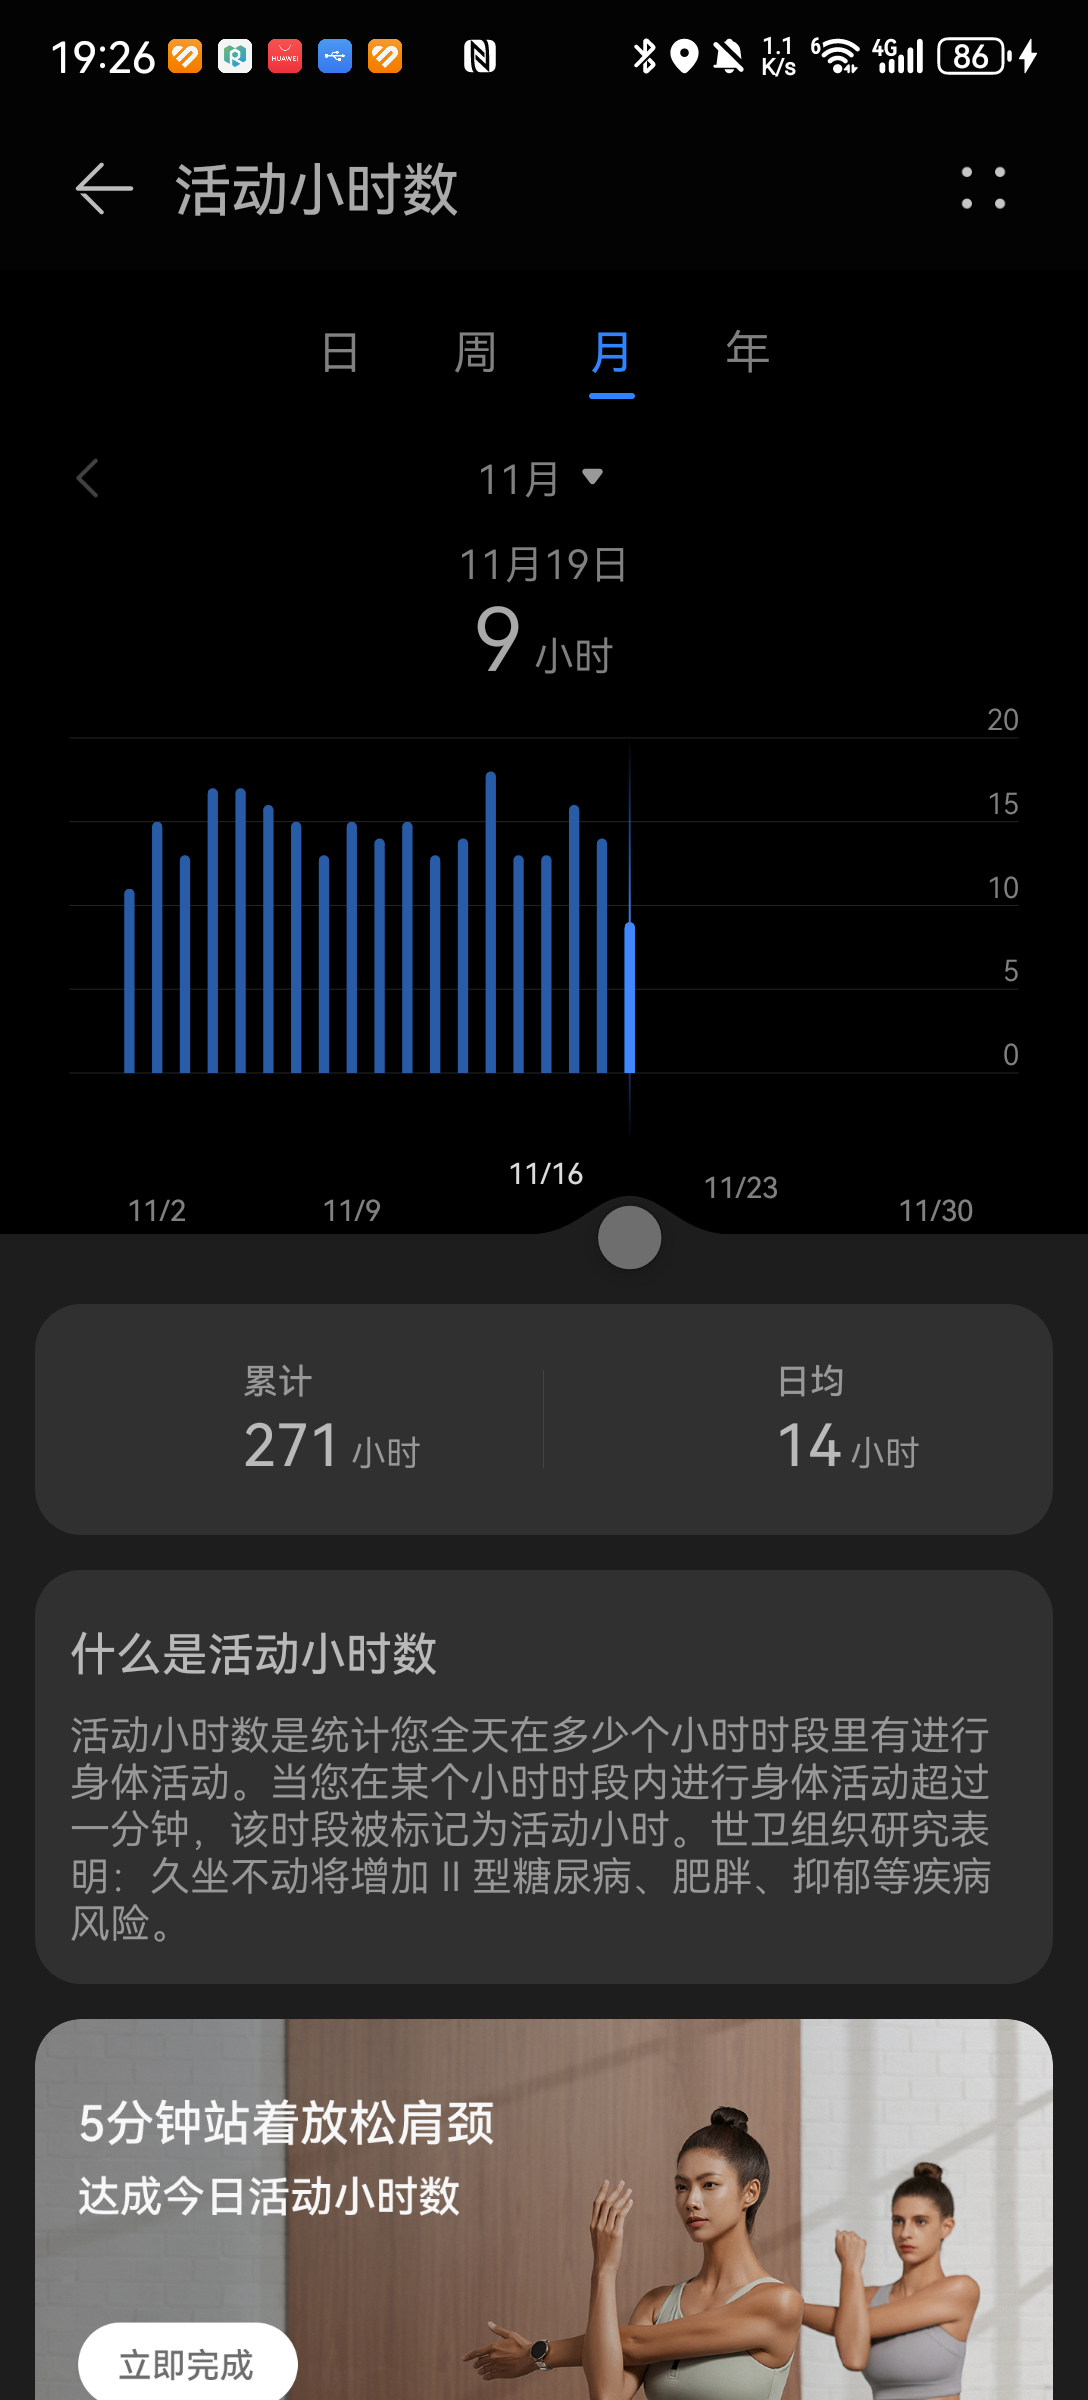 19:26
HUAWEI
1.1 K/s
6
4G
86
活动小时数
日 周 月 年
11月
11月19日
9 小时
20
15
10
5
0
11/2 11/9 11/16 11/23 11/30
累计 日均
271 小时 14 小时
什么是活动小时数
活动小时数是统计您全天在多少个小时时段里有进行
身体活动。当您在某个小时时段内进行身体活动超过
一分钟，该时段被标记为活动小时。世卫组织研究表
明：久坐不动将增加 II 型糖尿病、肥胖、抑郁等疾病
风险。
5分钟站着放松肩颈
达成今日活动小时数
立即完成